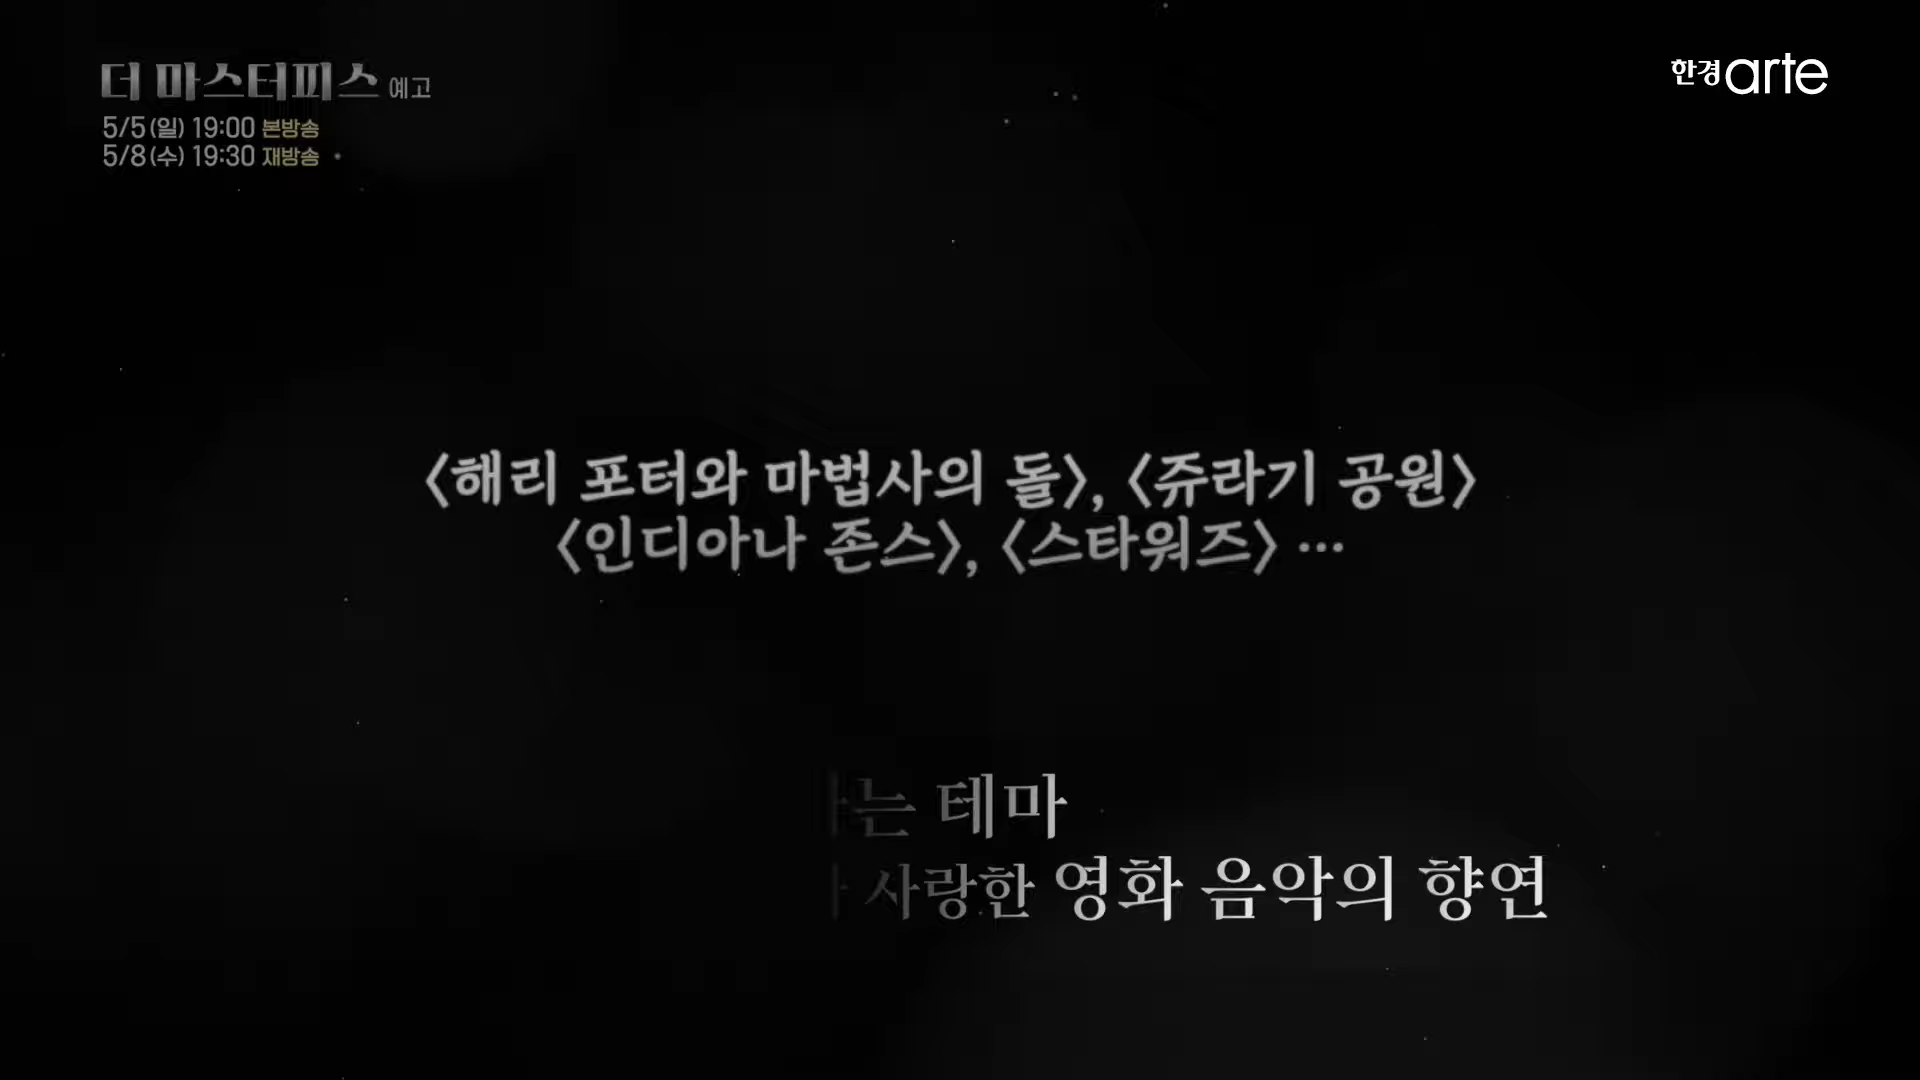 더 마스터피스 예고
5/5(일) 19:00 본방송
5/8(수) 19:30 재방송
한경arte
〈해리 포터와 마법사의 돌〉, 〈쥬라기 공원〉
〈인디아나 존스〉, 〈스타워즈〉 …
는 테마
사랑한 영화 음악의 향연